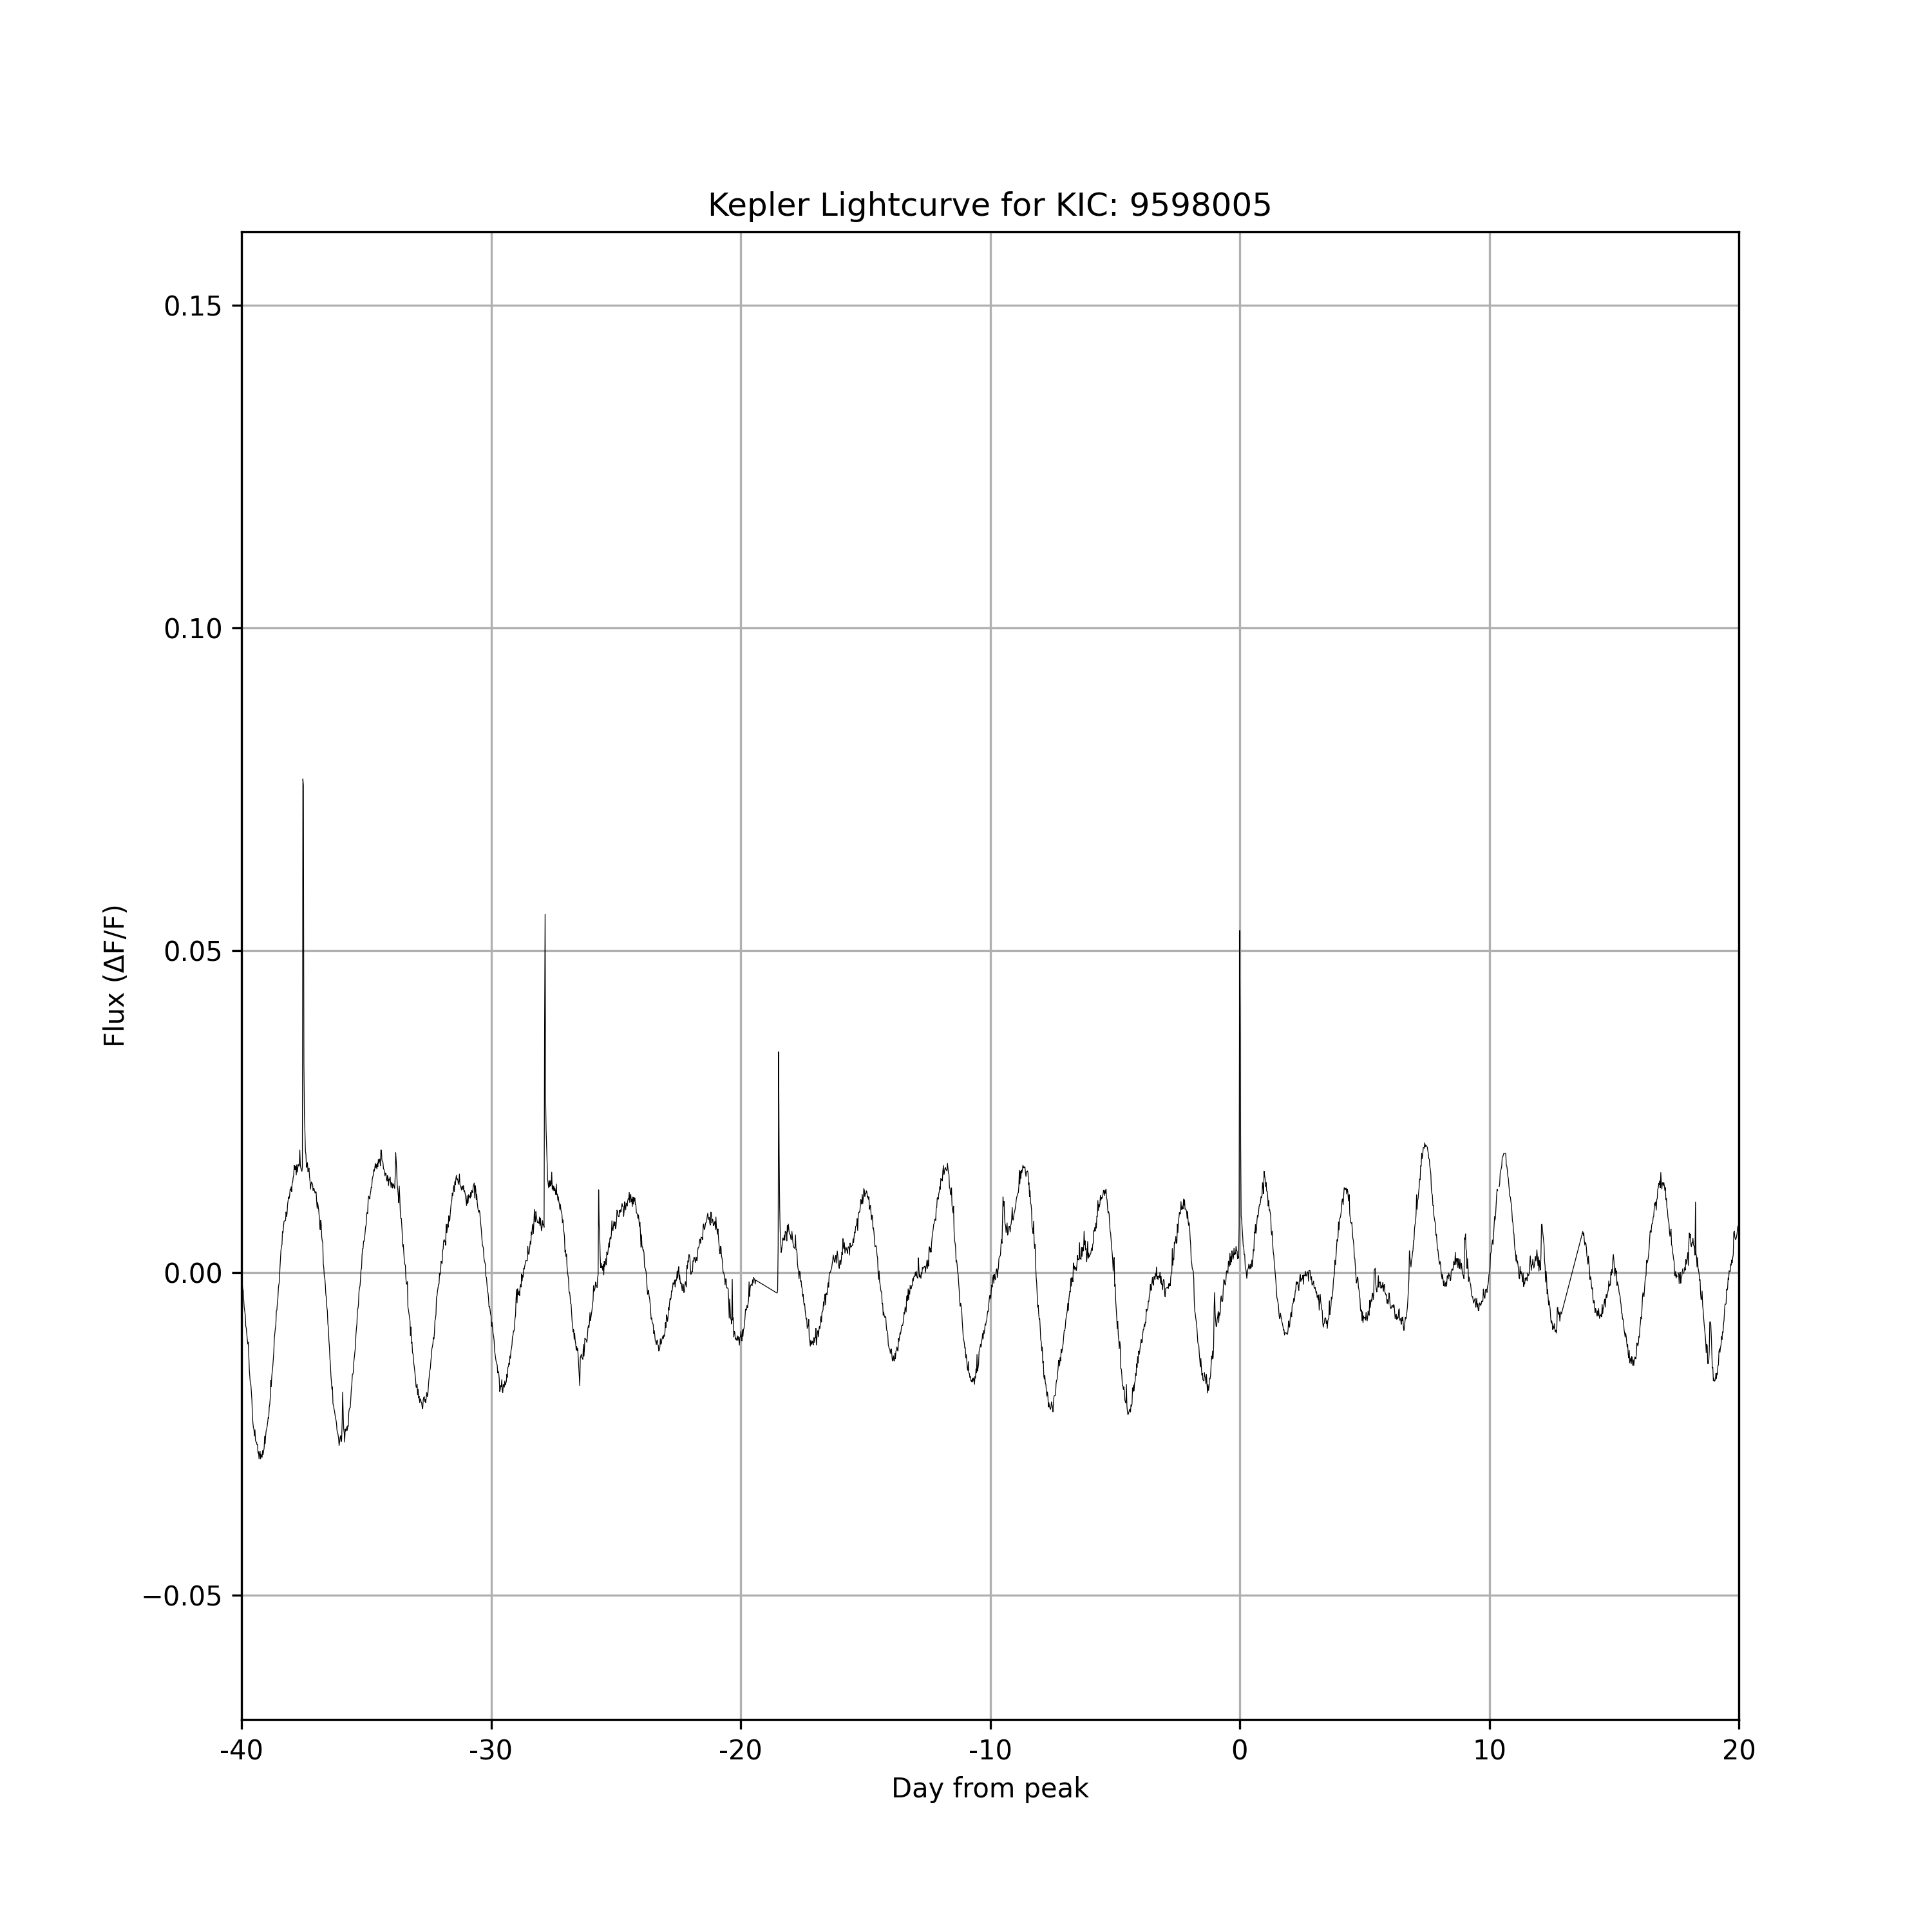 Kepler Lightcurve for KIC: 9598005
0.15
0.10
0.05
0.00
−0.05
Flux (ΔF/F)
-40 -30 -20 -10 0 10 20
Day from peak